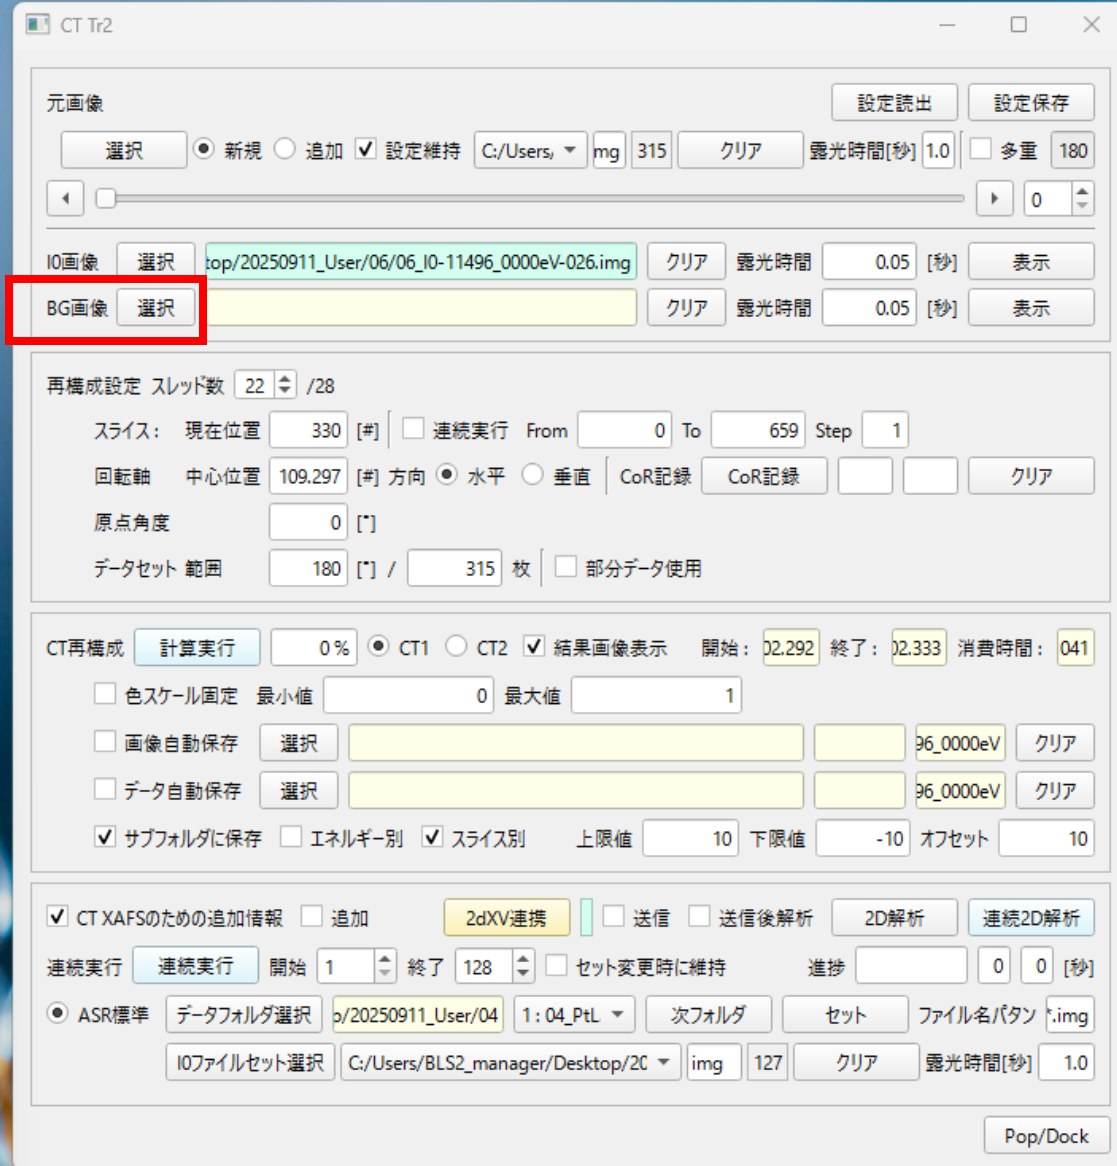 CT Tr2
元画像 設定読出 設定保存
選択 新規 追加 設定維持 C:/Users, mg 315 クリア 露光時間[秒] 1.0 多重 180
0
I0画像 選択 top/20250911_User/06/06_I0-11496_0000eV-026.img クリア 露光時間 0.05 [秒] 表示
BG画像 選択 クリア 露光時間 0.05 [秒] 表示
再構成設定 スレッド数 22 /28
スライス: 現在位置 330 [#] 連続実行 From 0 To 659 Step 1
回転軸 中心位置 109.297 [#] 方向 水平 垂直 CoR記録 CoR記録 クリア
原点角度 0 [°]
データセット 範囲 180 [°] / 315 枚 部分データ使用
CT再構成 計算実行 0 % CT1 CT2 結果画像表示 開始: 02.292 終了: 02.333 消費時間: 041
色スケール固定 最小値 0 最大値 1
画像自動保存 選択 96_0000eV クリア
データ自動保存 選択 96_0000eV クリア
サブフォルダに保存 エネルギー別 スライス別 上限値 10 下限値 -10 オフセット 10
CT XAFSのための追加情報 追加 2dXV連携 送信 送信後解析 2D解析 連続2D解析
連続実行 連続実行 開始 1 終了 128 セット変更時に維持 進捗 0 0 [秒]
ASR標準 データフォルダ選択 o/20250911_User/04 1 : 04_PtL 次フォルダ セット ファイル名パタン *.img
I0ファイルセット選択 C:/Users/BLS2_manager/Desktop/20 img 127 クリア 露光時間[秒] 1.0
Pop/Dock